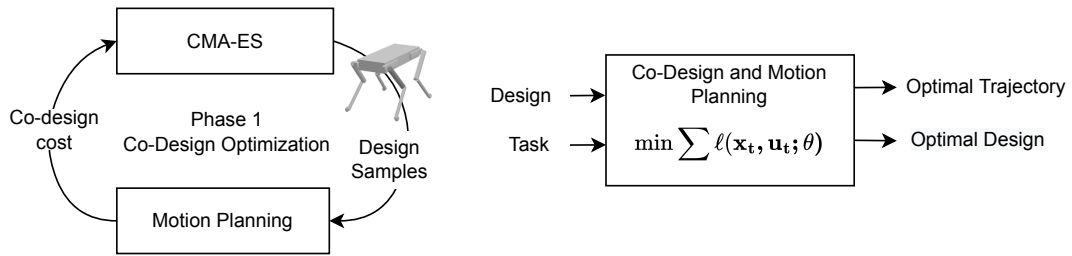 CMA-ES
Co-design
cost
Phase 1
Co-Design Optimization
Design
Samples
Motion Planning
Design
Task
Co-Design and Motion
Planning
min ∑ ℓ(x_t, u_t; θ)
Optimal Trajectory
Optimal Design